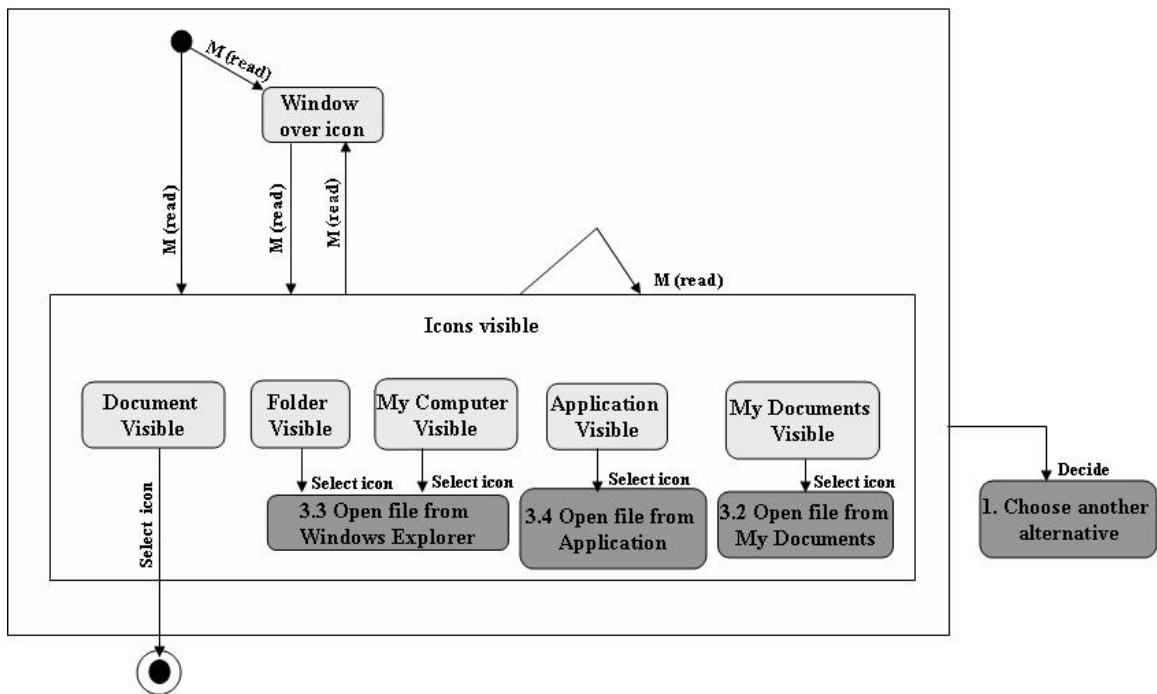 M (read)
Window
over icon
M (read)
M (read)
M (read)
M (read)
Icons visible
Document
Visible
Folder
Visible
My Computer
Visible
Application
Visible
My Documents
Visible
Select icon
Select icon
Select icon
Select icon
Select icon
3.3 Open file from
Windows Explorer
3.4 Open file from
Application
3.2 Open file from
My Documents
Decide
1. Choose another
alternative